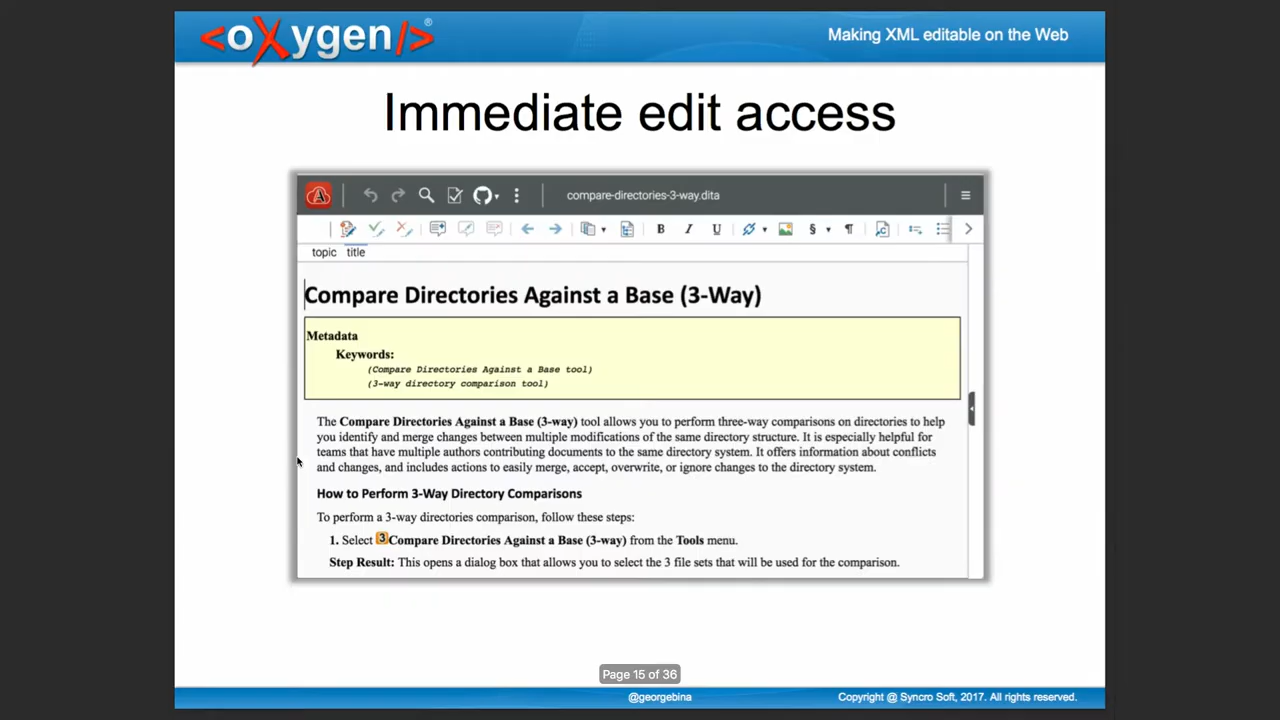 <oXygen/>®
Making XML editable on the Web
Immediate edit access
compare-directories-3-way.dita
B I U § ¶
topic title
Compare Directories Against a Base (3-Way)
Metadata
Keywords:
(Compare Directories Against a Base tool)
(3-way directory comparison tool)
The Compare Directories Against a Base (3-way) tool allows you to perform three-way comparisons on directories to help
you identify and merge changes between multiple modifications of the same directory structure. It is especially helpful for
teams that have multiple authors contributing documents to the same directory system. It offers information about conflicts
and changes, and includes actions to easily merge, accept, overwrite, or ignore changes to the directory system.
How to Perform 3-Way Directory Comparisons
To perform a 3-way directories comparison, follow these steps:
1. Select 3 Compare Directories Against a Base (3-way) from the Tools menu.
Step Result: This opens a dialog box that allows you to select the 3 file sets that will be used for the comparison.
Page 15 of 36
@georgebina
Copyright @ Syncro Soft, 2017. All rights reserved.